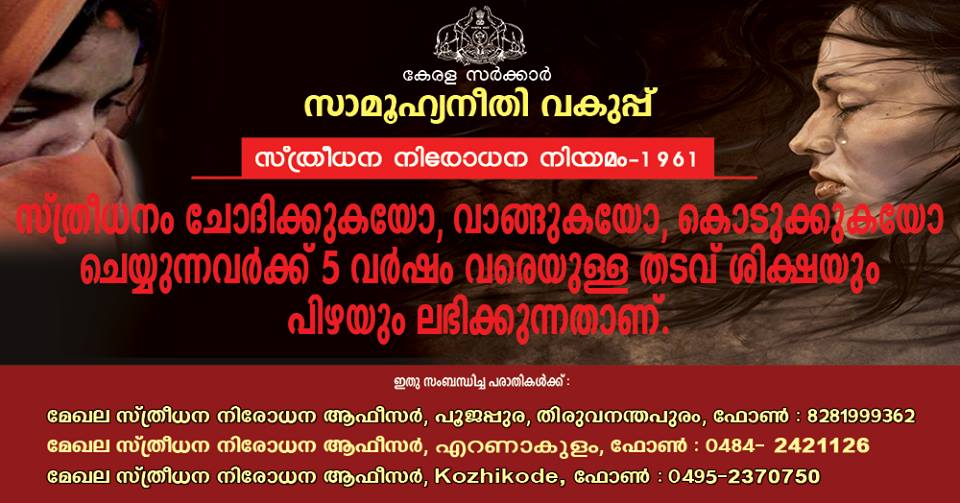 കേരള സർക്കാർ
സാമൂഹ്യനീതി വകുപ്പ്
സ്ത്രീധന നിരോധന നിയമം-1961
സ്ത്രീധനം ചോദിക്കുകയോ, വാങ്ങുകയോ, കൊടുക്കുകയോ
ചെയ്യുന്നവർക്ക് 5 വർഷം വരെയുള്ള തടവ് ശിക്ഷയും
പിഴയും ലഭിക്കുന്നതാണ്.
ഇതു സംബന്ധിച്ച പരാതികൾക്ക് :
മേഖല സ്ത്രീധന നിരോധന ആഫീസർ, പൂജപ്പുര, തിരുവനന്തപുരം, ഫോൺ : 8281999362
മേഖല സ്ത്രീധന നിരോധന ആഫീസർ, എറണാകുളം, ഫോൺ : 0484- 2421126
മേഖല സ്ത്രീധന നിരോധന ആഫീസർ, Kozhikode, ഫോൺ : 0495-2370750